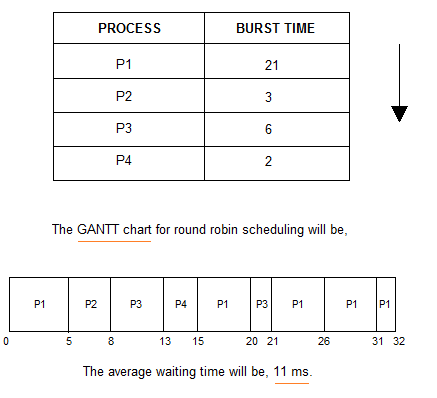 PROCESS BURST TIME
P1 21
P2 3
P3 6
P4 2
The GANTT chart for round robin scheduling will be,
P1 P2 P3 P4 P1 P3 P1 P1 P1
0 5 8 13 15 20 21 26 31 32
The average waiting time will be, 11 ms.